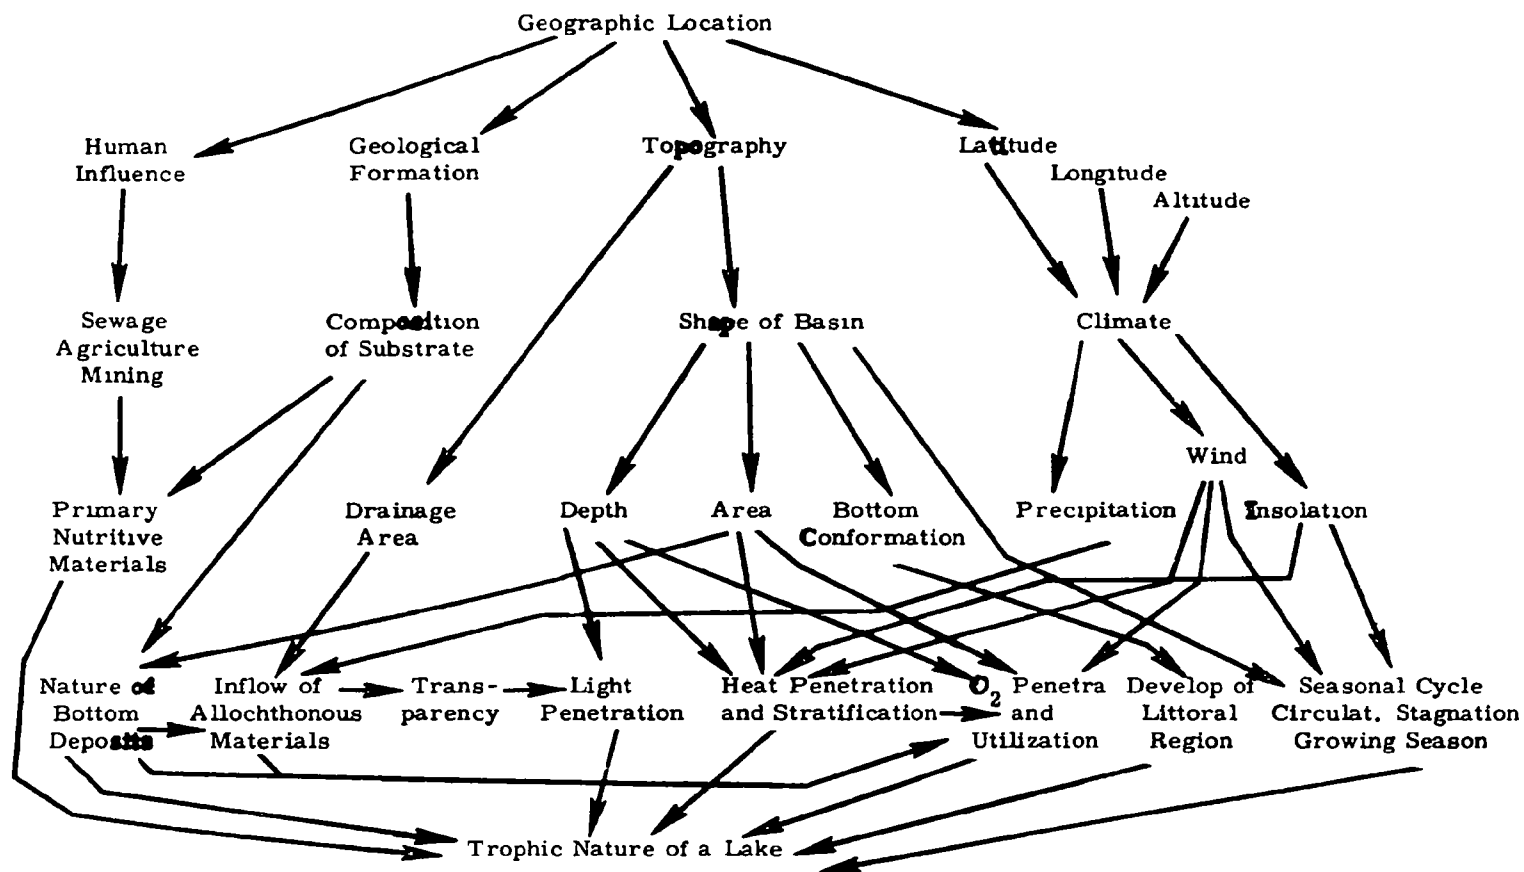 Geographic Location
Human
Influence
Geological
Formation
Topography
Latitude
Longitude
Altitude
Sewage
Agriculture
Mining
Composition
of Substrate
Shape of Basin
Climate
Wind
Primary
Nutritive
Materials
Drainage
Area
Depth
Area
Bottom
Conformation
Precipitation
Insolation
Nature of
Bottom
Deposits
Inflow of
Allochthonous
Materials
Trans-
parency
Light
Penetration
Heat Penetration
and Stratification
O2 Penetra
and
Utilization
Develop of
Littoral
Region
Seasonal Cycle
Circulat. Stagnation
Growing Season
Trophic Nature of a Lake